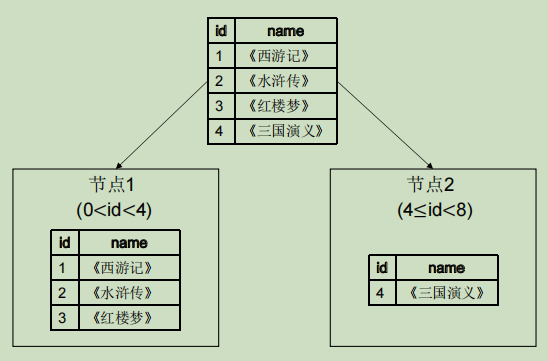 id name
1 《西游记》
2 《水浒传》
3 《红楼梦》
4 《三国演义》
节点1
(0<id<4)
id name
1 《西游记》
2 《水浒传》
3 《红楼梦》
节点2
(4≤id<8)
id name
4 《三国演义》